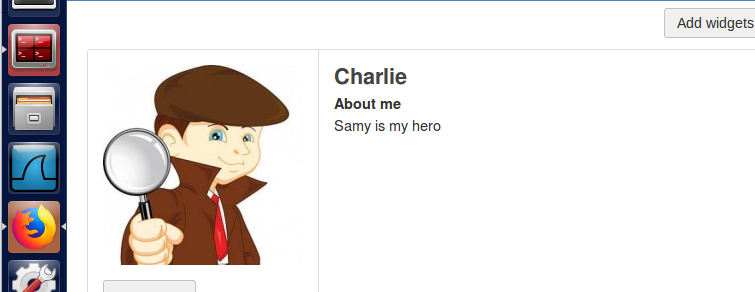 Add widgets
Charlie
About me
Samy is my hero